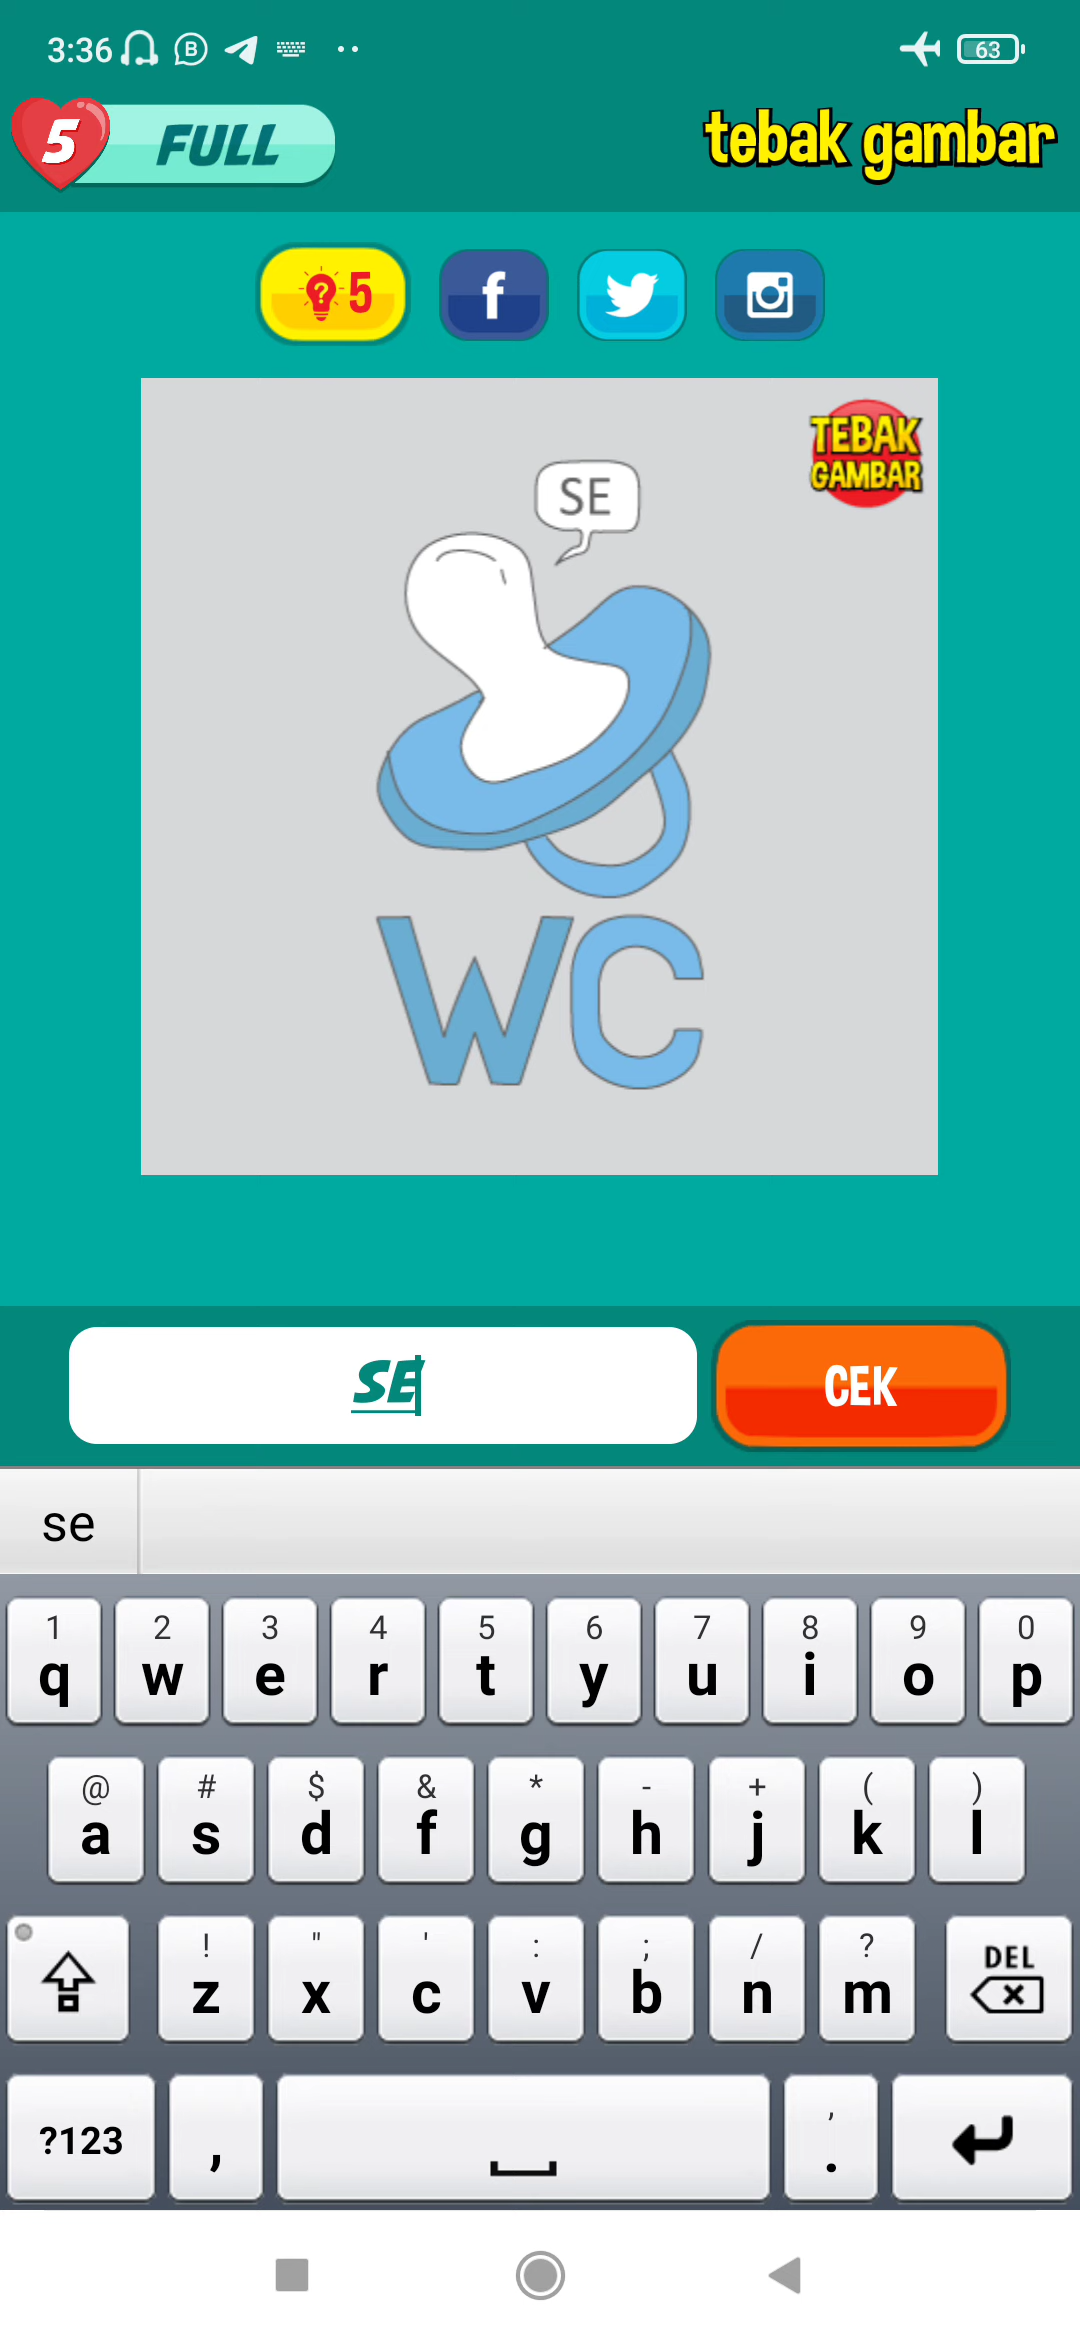 3:36
63
5 FULL
tebak gambar
? 5
f
TEBAK
GAMBAR
SE
WC
SE
CEK
se
1 2 3 4 5 6 7 8 9 0
q w e r t y u i o p
@ # $ & * - + ( )
a s d f g h j k l
! " ' : ; / ?
z x c v b n m
DEL
?123 , ' .